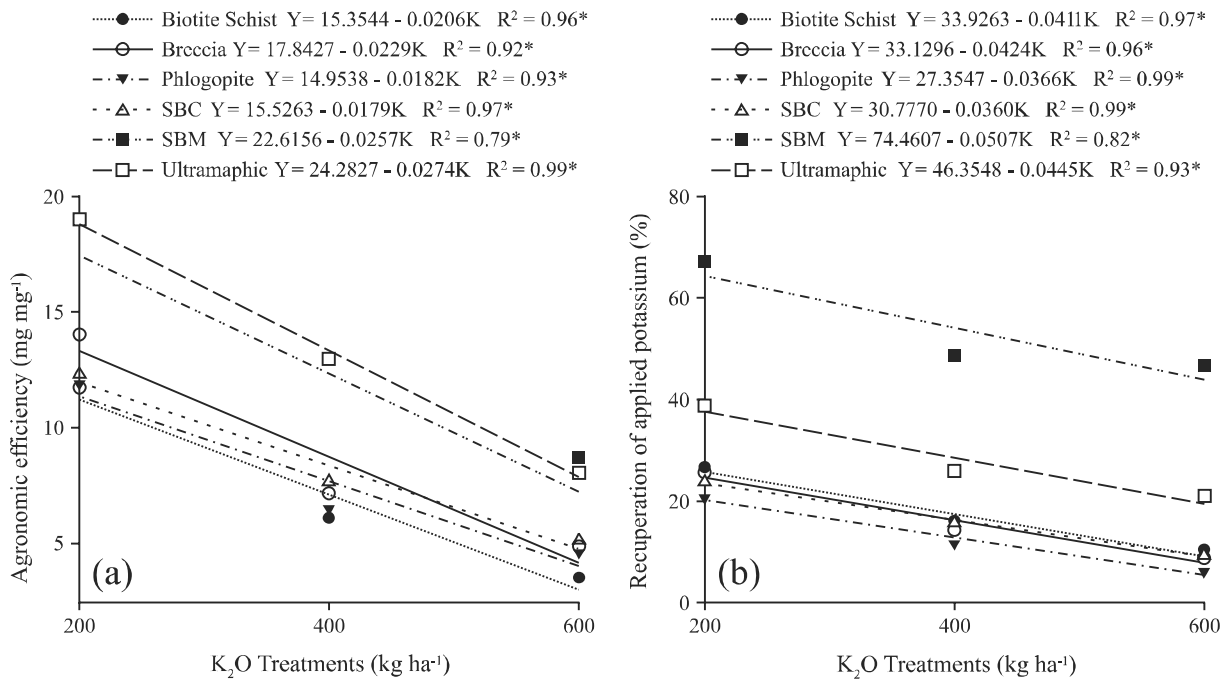 Biotite Schist Y= 15.3544 - 0.0206K R² = 0.96*
Breccia Y= 17.8427 - 0.0229K R² = 0.92*
Phlogopite Y= 14.9538 - 0.0182K R² = 0.93*
SBC Y= 15.5263 - 0.0179K R² = 0.97*
SBM Y= 22.6156 - 0.0257K R² = 0.79*
Ultramaphic Y= 24.2827 - 0.0274K R² = 0.99*
20
15
10
5
Agronomic efficiency (mg mg⁻¹)
(a)
200
400
600
K₂O Treatments (kg ha⁻¹)
Biotite Schist Y= 33.9263 - 0.0411K R² = 0.97*
Breccia Y= 33.1296 - 0.0424K R² = 0.96*
Phlogopite Y= 27.3547 - 0.0366K R² = 0.99*
SBC Y= 30.7770 - 0.0360K R² = 0.99*
SBM Y= 74.4607 - 0.0507K R² = 0.82*
Ultramaphic Y= 46.3548 - 0.0445K R² = 0.93*
80
60
40
20
0
Recuperation of applied potassium (%)
(b)
200
400
600
K₂O Treatments (kg ha⁻¹)